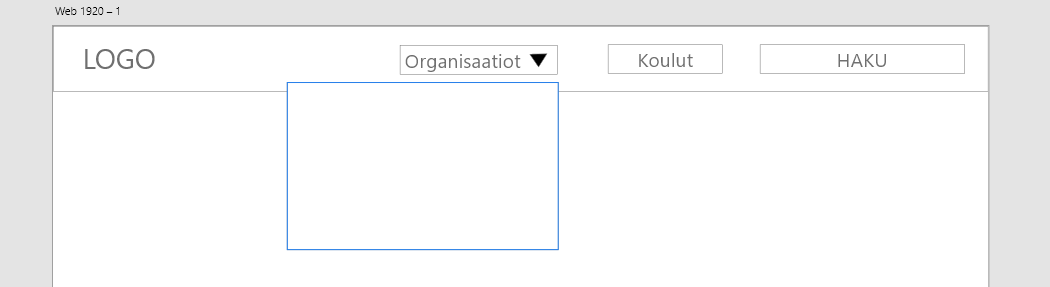 Web 1920 – 1
LOGO
Organisaatiot
Koulut
HAKU